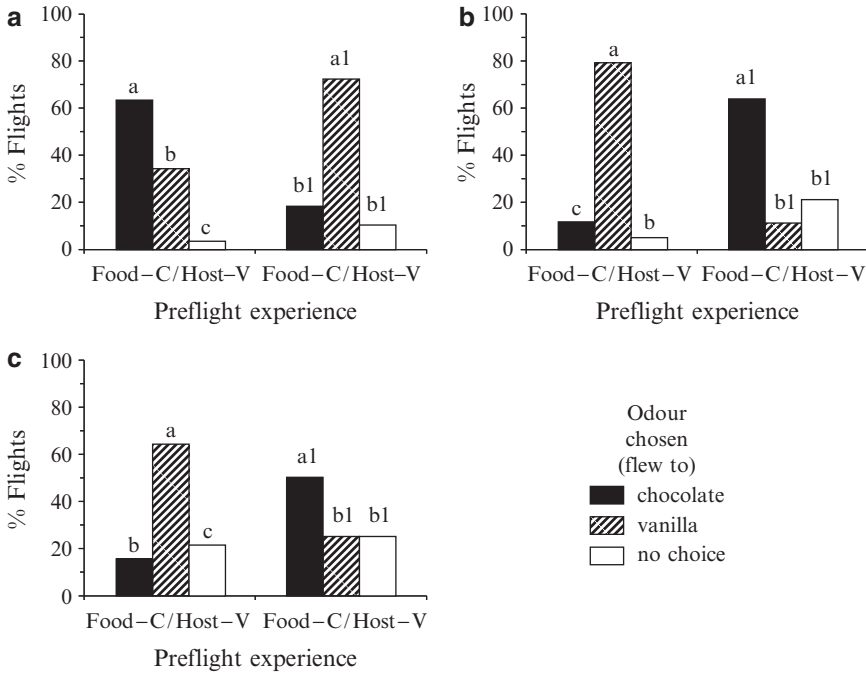 a
100
80
60
40
20
0
% Flights
a
b
c
b1
a1
b1
Food–C/Host–V Food–C/Host–V
Preflight experience
b
100
80
60
40
20
0
% Flights
c
a
b
a1
b1
b1
Food–C/Host–V Food–C/Host–V
Preflight experience
c
100
80
60
40
20
0
% Flights
b
a
c
a1
b1
b1
Food–C/Host–V Food–C/Host–V
Preflight experience
Odour
chosen
(flew to)
chocolate
vanilla
no choice